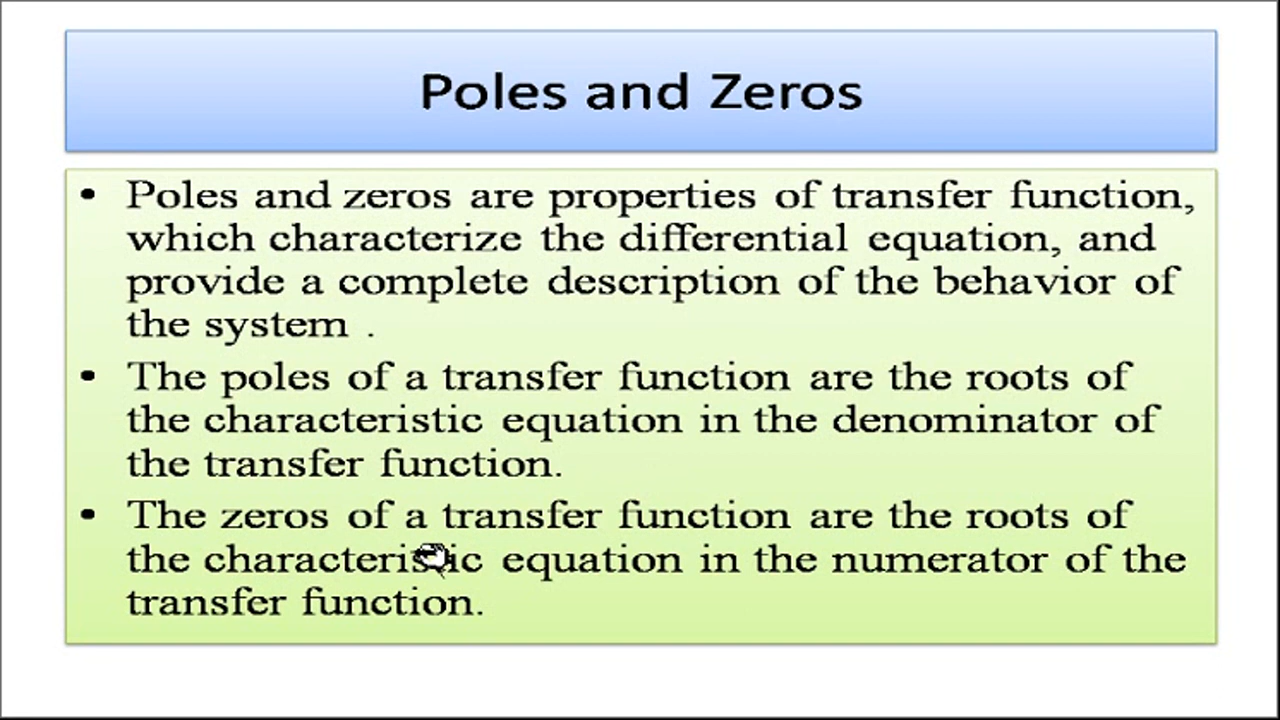 Poles and Zeros
• Poles and zeros are properties of transfer function,
which characterize the differential equation, and
provide a complete description of the behavior of
the system .
• The poles of a transfer function are the roots of
the characteristic equation in the denominator of
the transfer function.
• The zeros of a transfer function are the roots of
the characteristic equation in the numerator of the
transfer function.